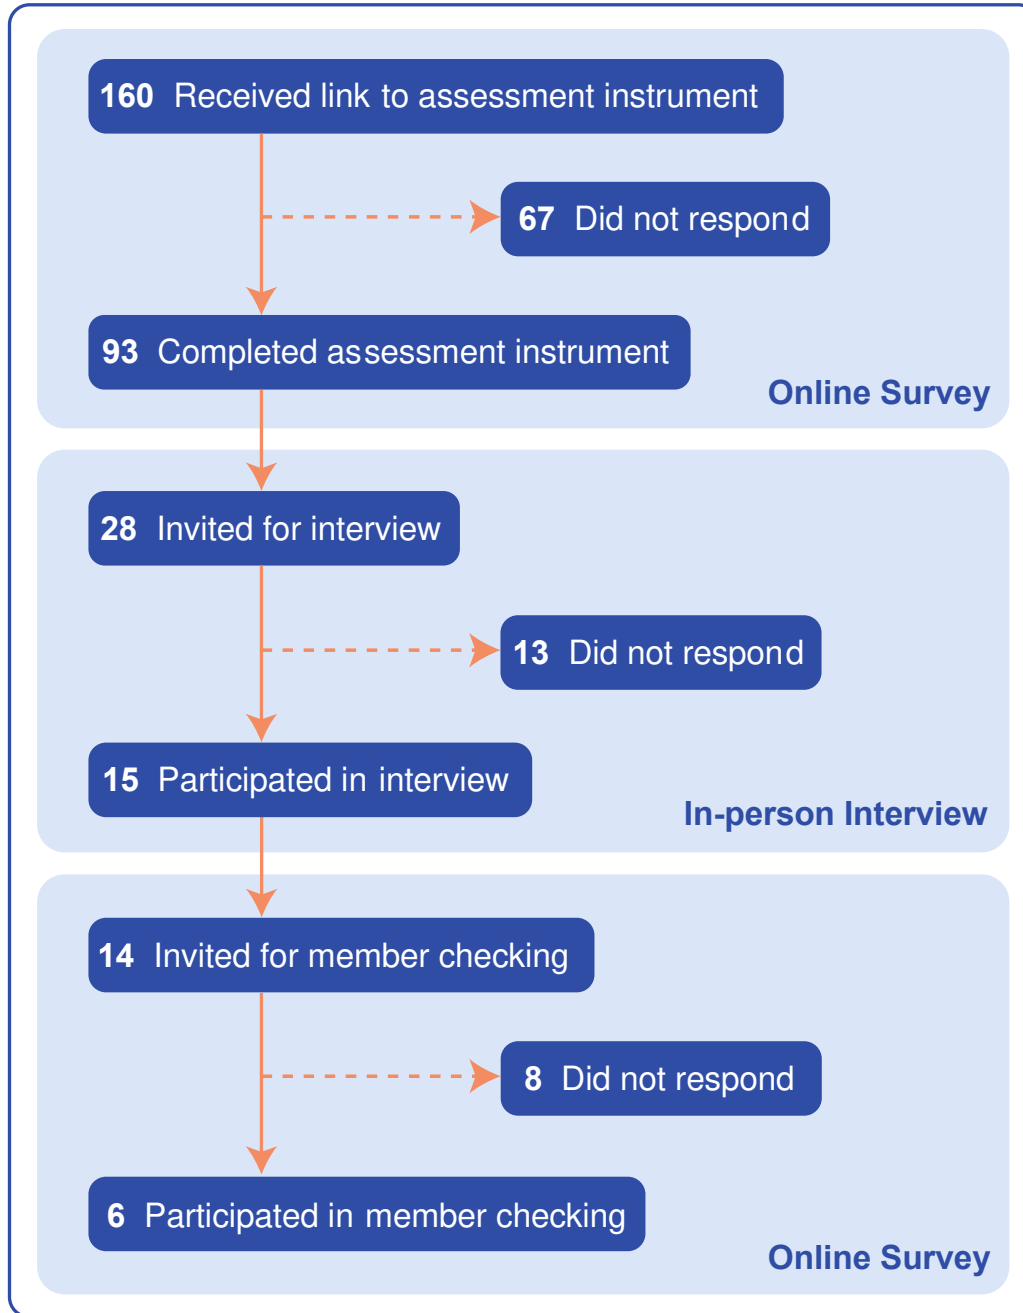 160 Received link to assessment instrument
67 Did not respond
93 Completed assessment instrument
Online Survey
28 Invited for interview
13 Did not respond
15 Participated in interview
In-person Interview
14 Invited for member checking
8 Did not respond
6 Participated in member checking
Online Survey